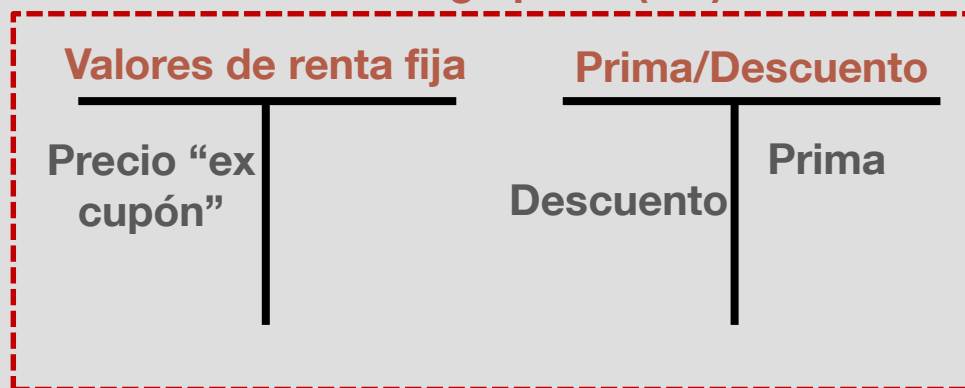 Valores de renta fija
Prima/Descuento
Precio “ex
cupón”
Prima
Descuento